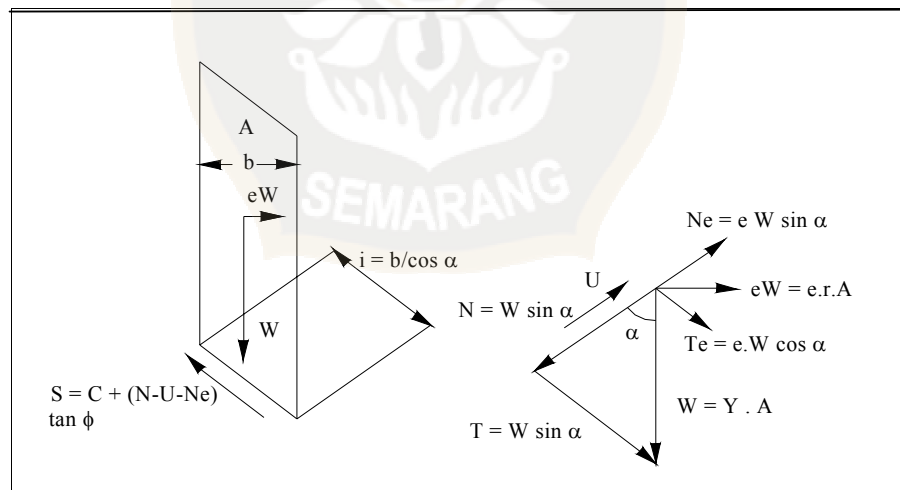 SEMARANG
A
b
eW
i = b/cos α
W
S = C + (N-U-Ne)
tan ϕ
Ne = e W sin α
U
eW = e.r.A
N = W sin α
α
Te = e.W cos α
W = Y . A
T = W sin α